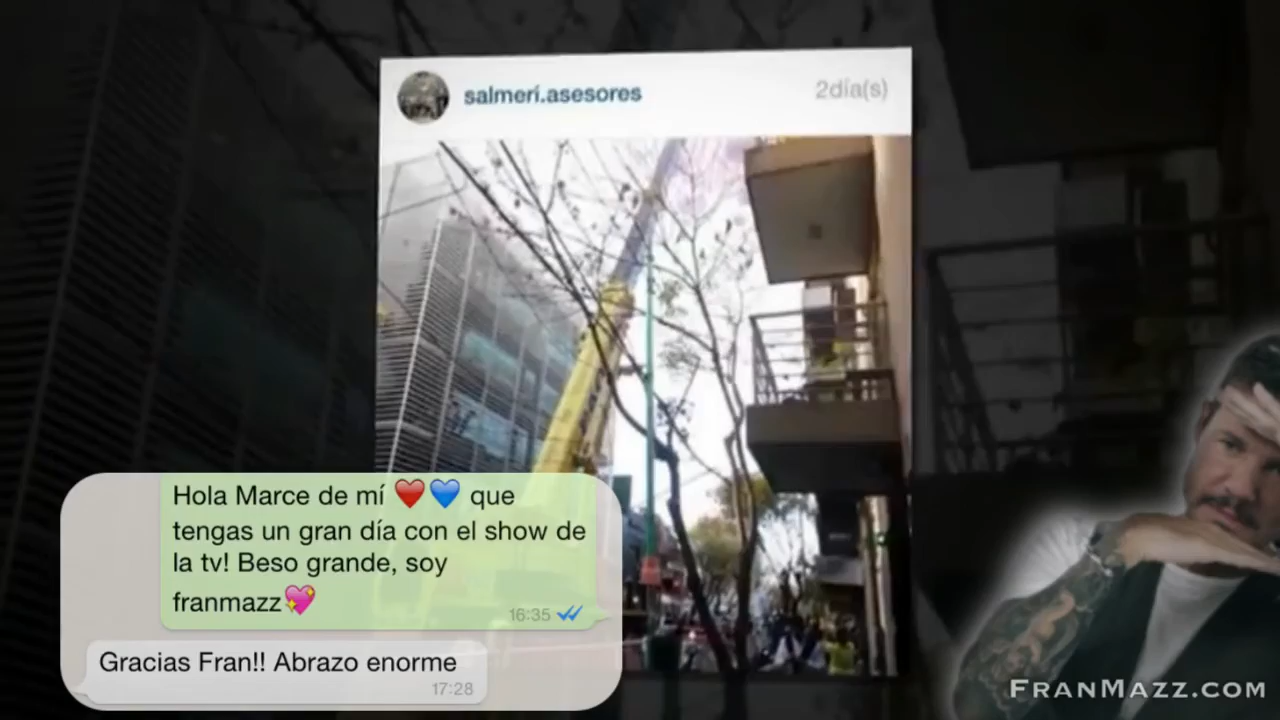 salmeri.asesores
2día(s)
Hola Marce de mí ❤️💙 que
tengas un gran día con el show de
la tv! Beso grande, soy
franmazz💖
16:35
Gracias Fran!! Abrazo enorme
17:28
FranMazz.com